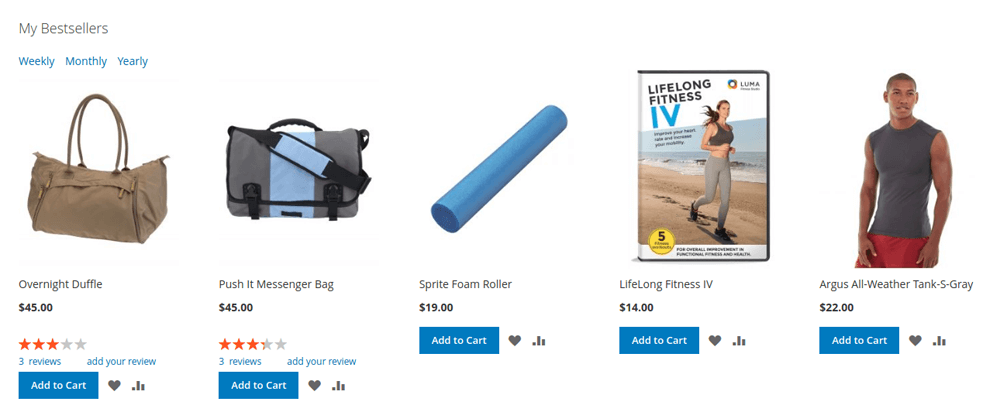 My Bestsellers
Weekly Monthly Yearly
LIFELONG
FITNESS
IV
LUMA
Improve your heart
rate and increase
your mobility.
5
FOR OVERALL IMPROVEMENT IN
FUNCTIONAL FITNESS AND HEALTH.
Overnight Duffle
$45.00
3 reviews add your review
Add to Cart
Push It Messenger Bag
$45.00
3 reviews add your review
Add to Cart
Sprite Foam Roller
$19.00
Add to Cart
LifeLong Fitness IV
$14.00
Add to Cart
Argus All-Weather Tank-S-Gray
$22.00
Add to Cart